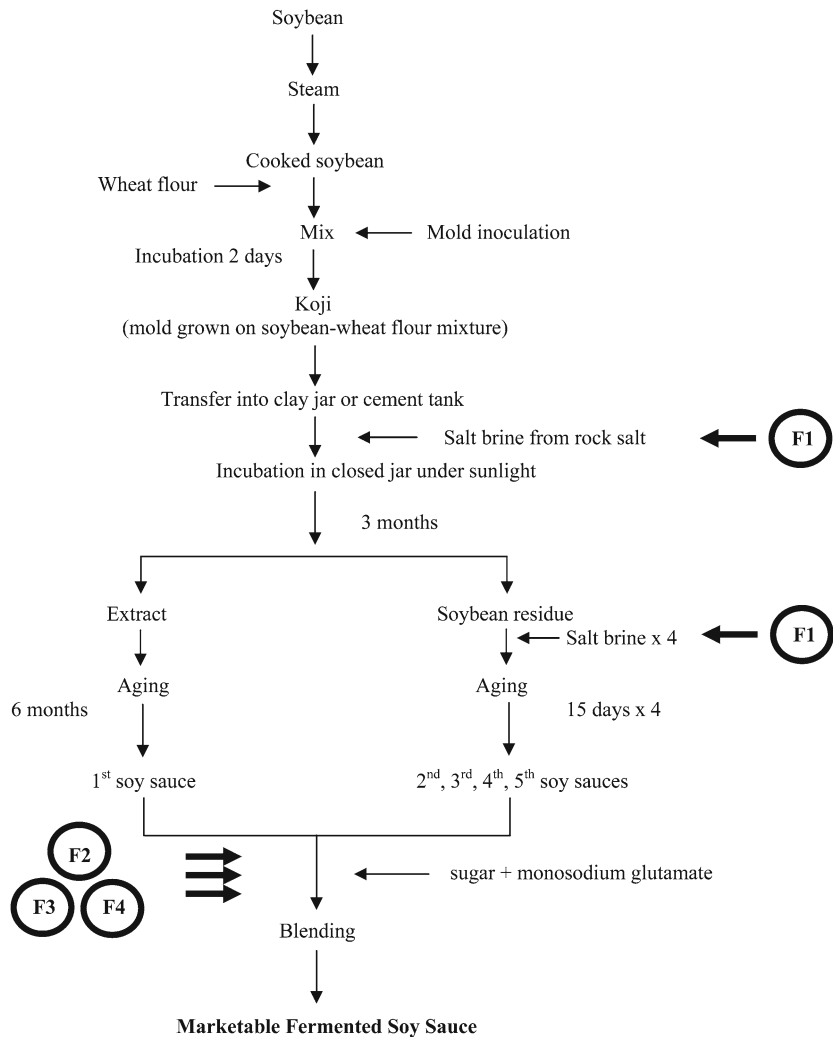 Soybean
Steam
Cooked soybean
Wheat flour
Mix
Mold inoculation
Incubation 2 days
Koji
(mold grown on soybean-wheat flour mixture)
Transfer into clay jar or cement tank
Salt brine from rock salt
F1
Incubation in closed jar under sunlight
3 months
Extract
Soybean residue
Salt brine x 4
F1
Aging
Aging
6 months
15 days x 4
1st soy sauce
2nd, 3rd, 4th, 5th soy sauces
F2
F3
F4
sugar + monosodium glutamate
Blending
Marketable Fermented Soy Sauce